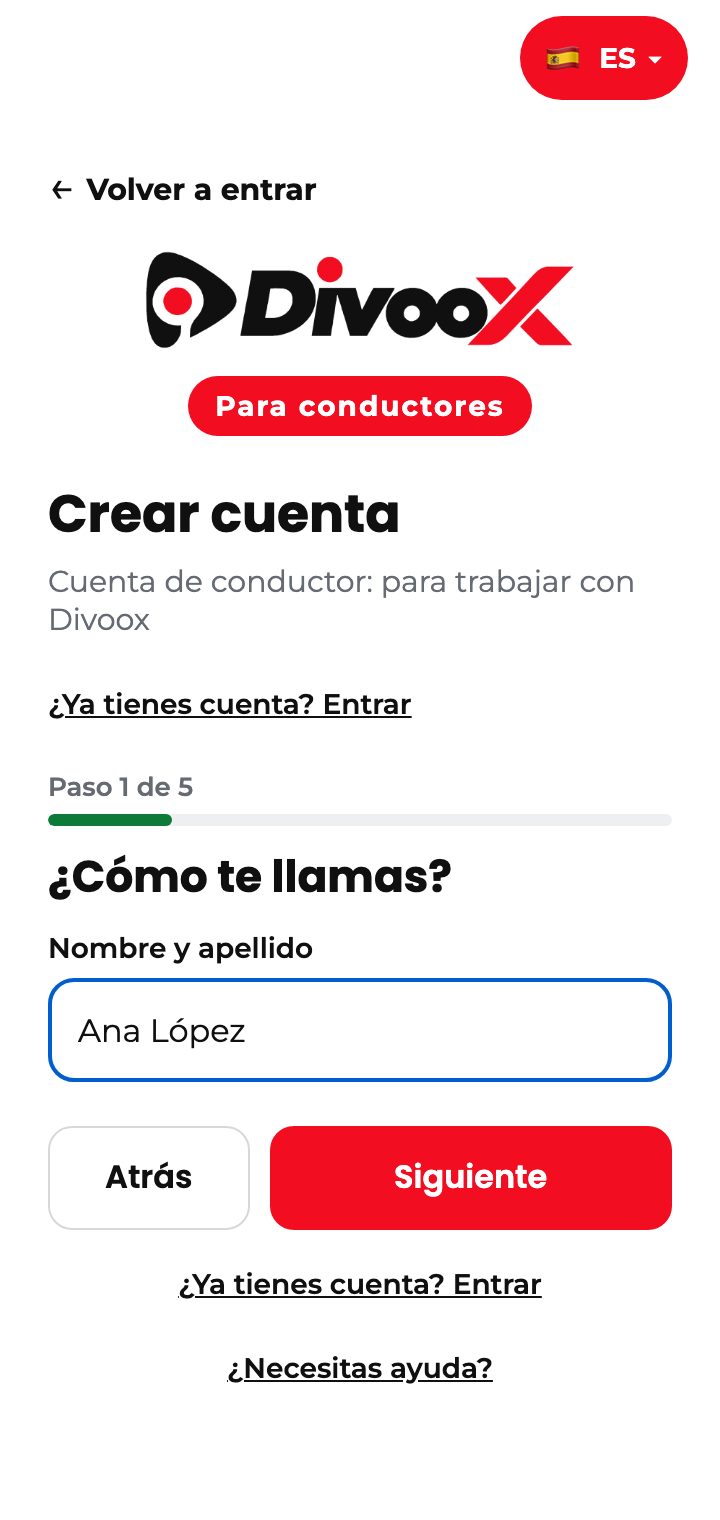 ES
← Volver a entrar
DivooX
Para conductores
Crear cuenta
Cuenta de conductor: para trabajar con
Divoox
¿Ya tienes cuenta? Entrar
Paso 1 de 5
¿Cómo te llamas?
Nombre y apellido
Ana López
Atrás
Siguiente
¿Ya tienes cuenta? Entrar
¿Necesitas ayuda?